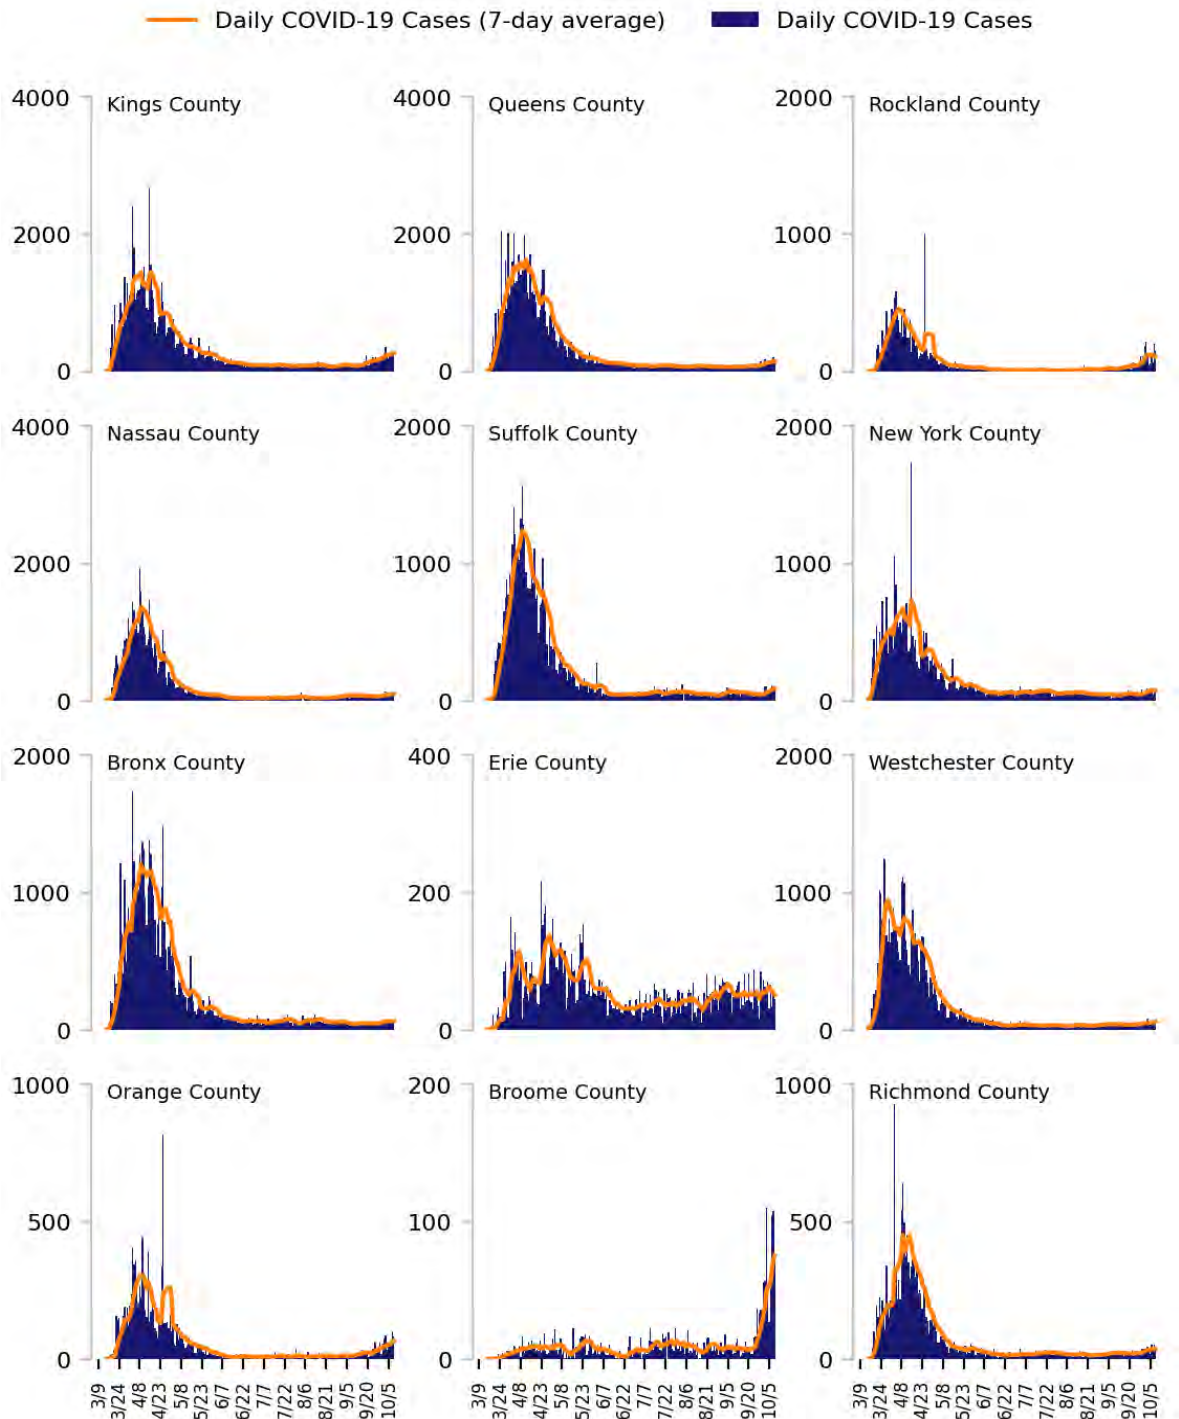 Daily COVID-19 Cases (7-day average) Daily COVID-19 Cases
4000 Kings County 4000 Queens County 2000 Rockland County
2000 2000 1000
0 0 0
4000 Nassau County 2000 Suffolk County 2000 New York County
2000 1000 1000
0 0 0
2000 Bronx County 400 Erie County 2000 Westchester County
1000 200 1000
0 0 0
1000 Orange County 200 Broome County 1000 Richmond County
500 100 500
0 0 0
3/9 3/24 4/8 4/23 5/8 5/23 6/7 6/22 7/7 7/22 8/6 8/21 9/5 9/20 10/5 3/9 3/24 4/8 4/23 5/8 5/23 6/7 6/22 7/7 7/22 8/6 8/21 9/5 9/20 10/5 3/9 3/24 4/8 4/23 5/8 5/23 6/7 6/22 7/7 7/22 8/6 8/21 9/5 9/20 10/5